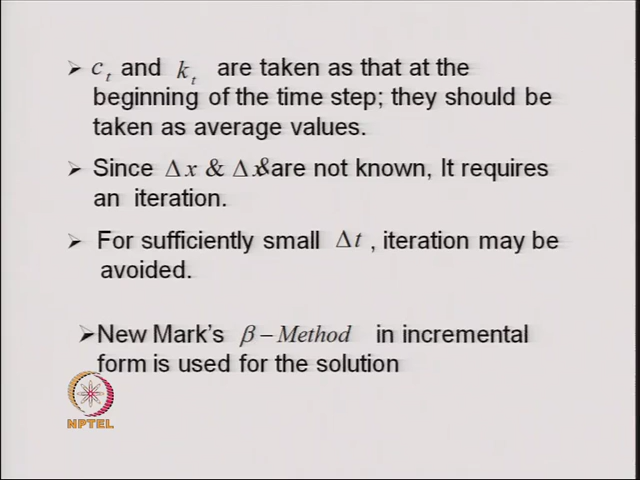 ➢ c_t and k_t are taken as that at the
beginning of the time step; they should be
taken as average values.
➢ Since Δx & Δx& are not known, It requires
an iteration.
➢ For sufficiently small Δt, iteration may be
avoided.
➢New Mark's β – Method in incremental
form is used for the solution
NPTEL